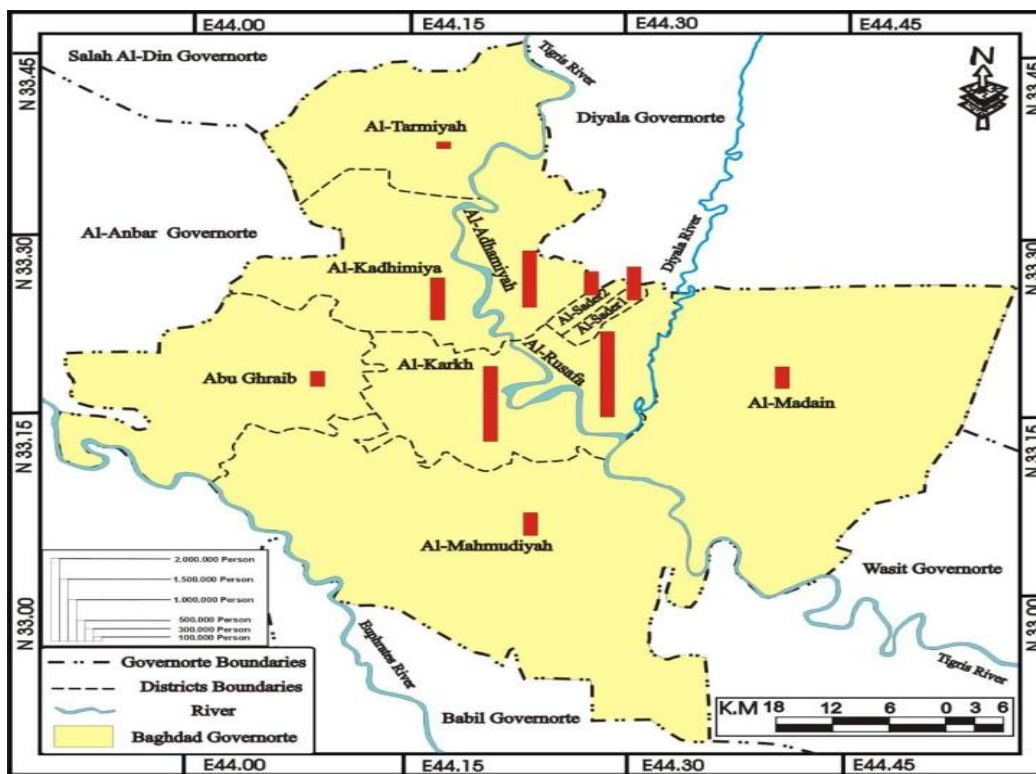 E44.00
E44.15
E44.30
E44.45
Salah Al-Din Governorte
Tigris River
N 33.45
N 33.45
N
Diyala Governorte
Al-Tarmiyah
Al-Anbar Governorte
Al-Adhamiyah
Diyala River
N 33.30
N 33.30
Al-Kadhimiya
Al-Sader2
Al-Sader1
Al-Rusafa
Al-Karkh
Abu Ghraib
Al-Madain
N 33.15
N 33.15
Al-Mahmudiyah
Wasit Governorte
2.000.000 Person
1.500.000 Person
1.000.000 Person
500.000 Person
300.000 Person
100.000 Person
N 33.00
N 33.00
Euphrates River
Tigris River
Governorte Boundaries
Districts Boundaries
River
Baghdad Governorte
Babil Governorte
K.M 18 12 6 0 3 6
E44.00
E44.15
E44.30
E44.45